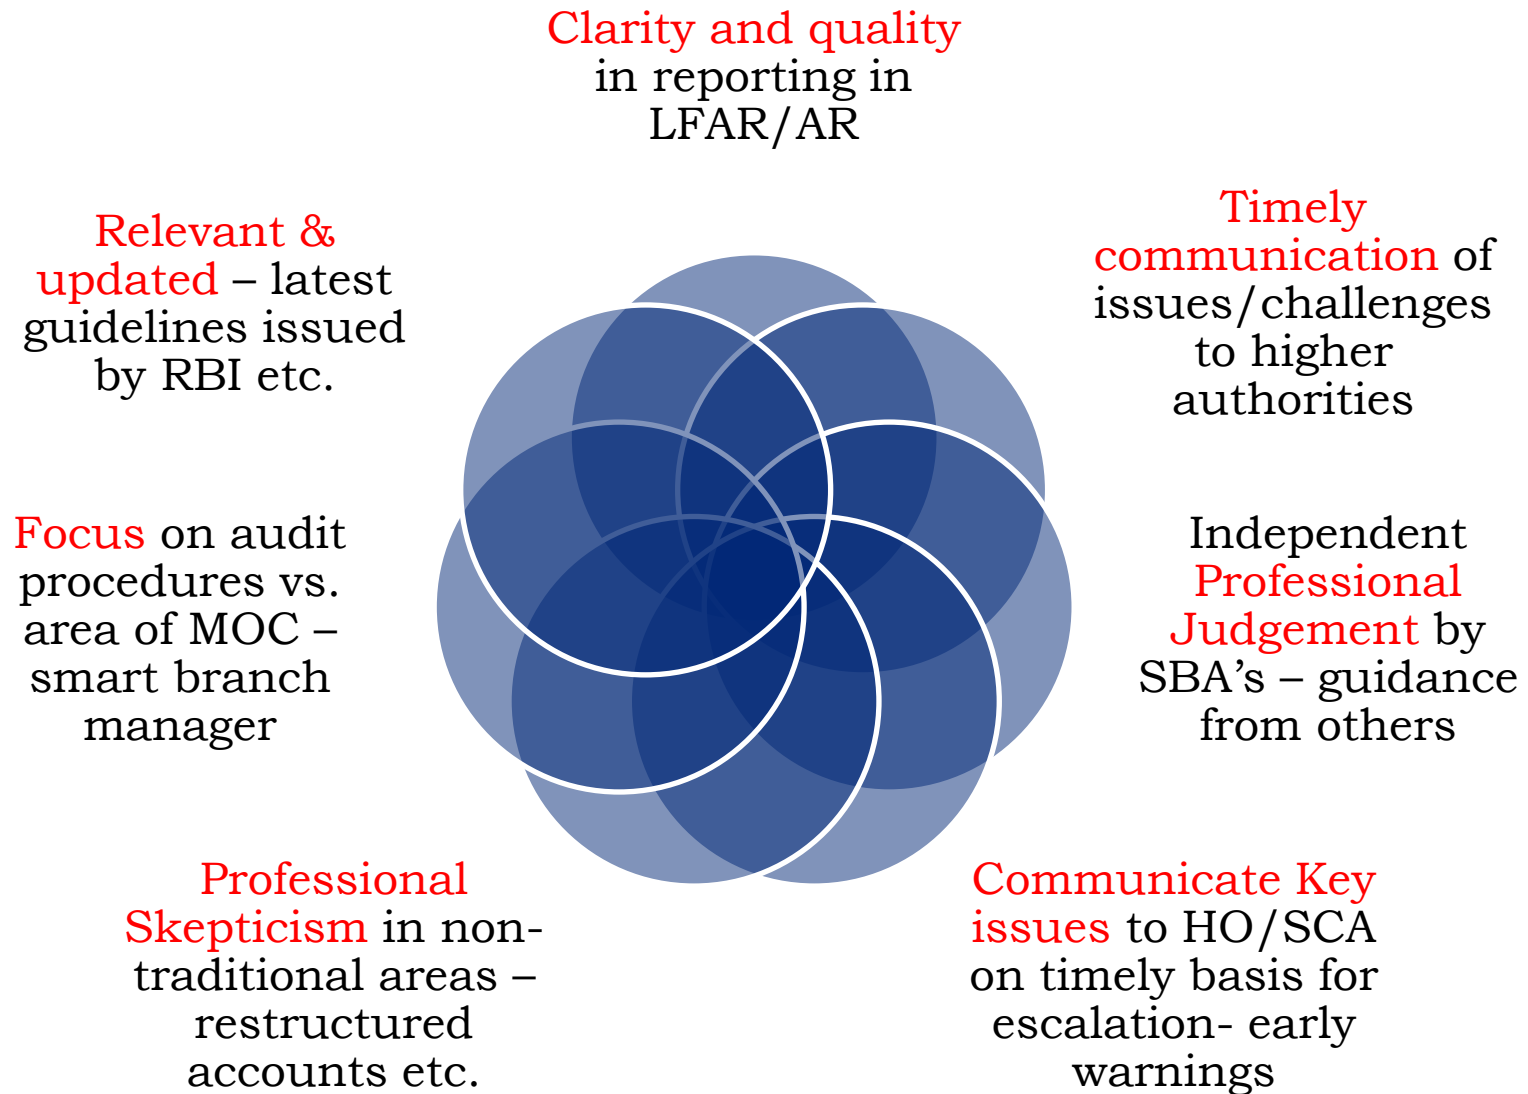 Clarity and quality
in reporting in
LFAR/AR
Timely
communication of
issues/challenges
to higher
authorities
Independent
Professional
Judgement by
SBA’s – guidance
from others
Communicate Key
issues to HO/SCA
on timely basis for
escalation- early
warnings
Professional
Skepticism in non-
traditional areas –
restructured
accounts etc.
Focus on audit
procedures vs.
area of MOC –
smart branch
manager
Relevant &
updated – latest
guidelines issued
by RBI etc.